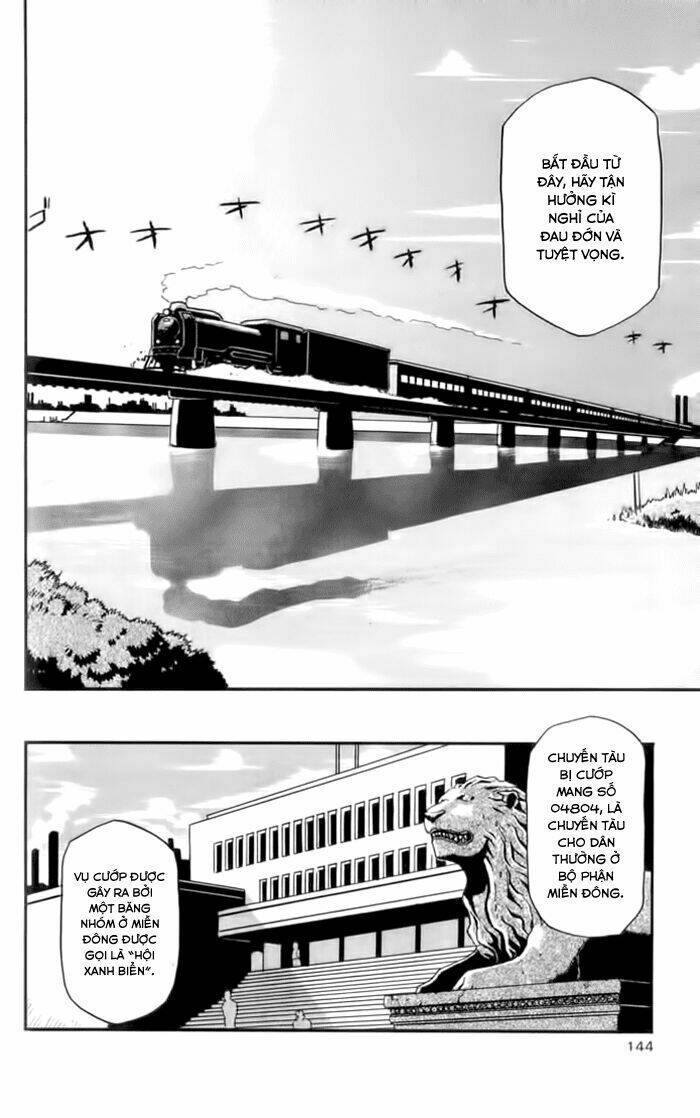 BẮT ĐẦU TỪ
ĐÂY, HÃY TẬN
HƯỞNG KÌ
NGHỈ CỦA
ĐAU ĐỚN VÀ
TUYỆT VỌNG.
CHUYẾN TÀU
BỊ CƯỚP
MANG SỐ
04804, LÀ
CHUYẾN TÀU
CHO DÂN
THƯỜNG Ở
BỘ PHẬN
MIỀN ĐÔNG.
VỤ CƯỚP ĐƯỢC
GÂY RA BỞI
MỘT BĂNG
NHÓM Ở MIỀN
ĐÔNG ĐƯỢC
GỌI LÀ "HỘI
XANH BIỂN".
144